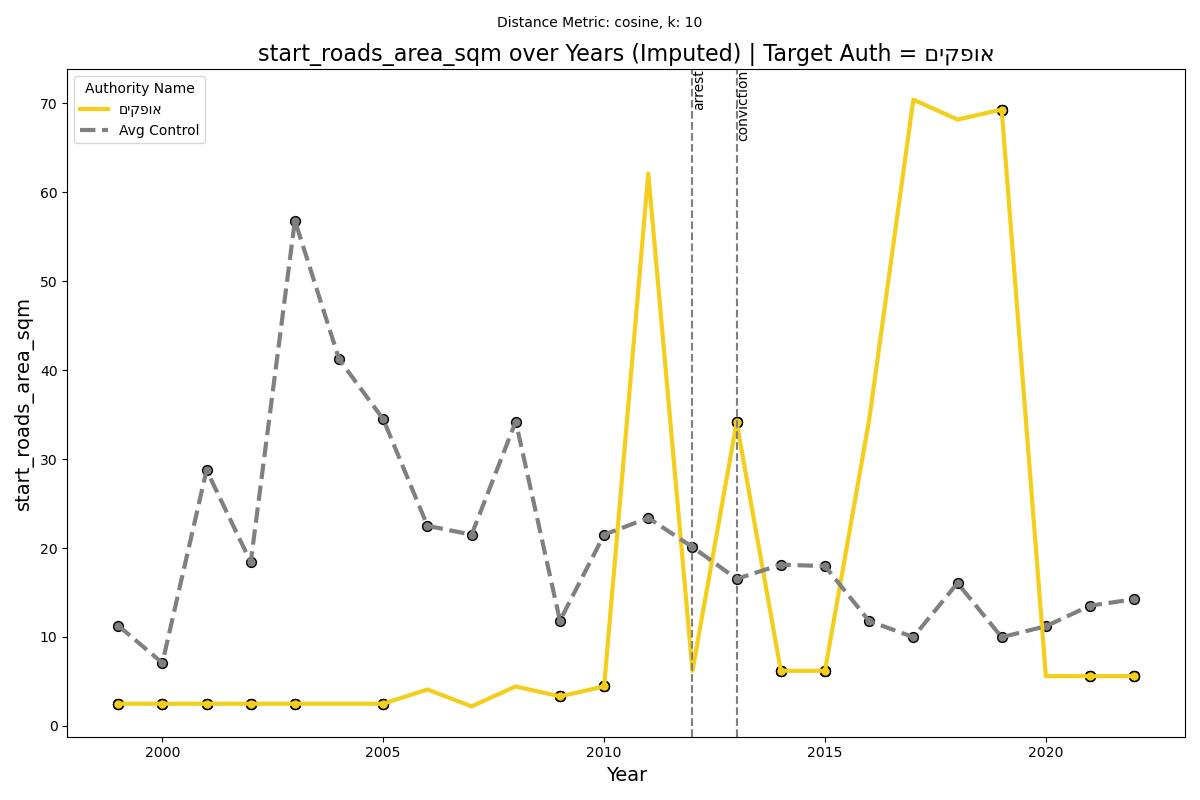 Distance Metric: cosine, k: 10
start_roads_area_sqm over Years (Imputed) | Target Auth = אופקים
Authority Name
אופקים
Avg Control
arrest
conviction
70
60
50
40
30
20
10
0
start_roads_area_sqm
2000
2005
2010
2015
2020
Year